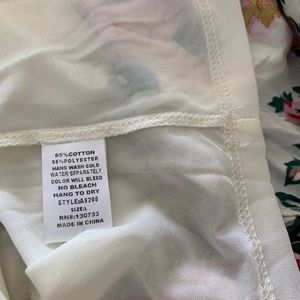 65%COTTON
35%POLYESTER
HAND WASH COLD
WATER SEPARATELY
COLOR WILL BLEED
NO BLEACH
HANG TO DRY
STYLE:A9205
SIZE:L
RN#:130733
MADE IN CHINA